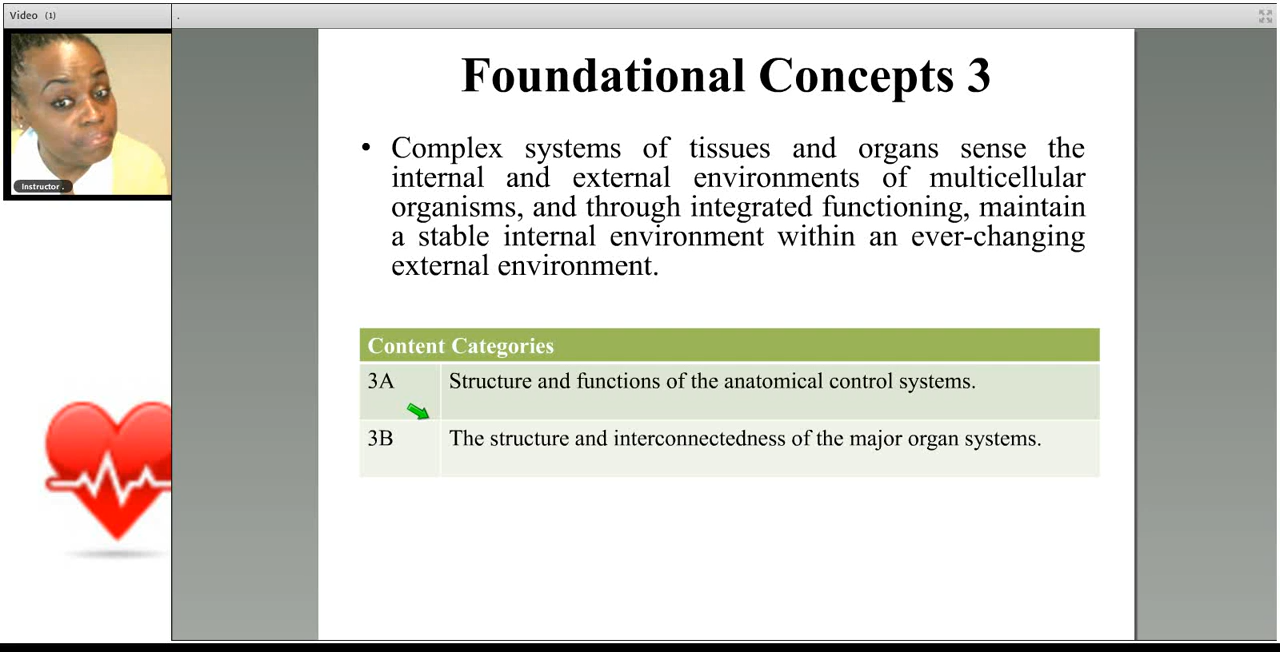 Video (1)
.
Instructor .
Foundational Concepts 3
• Complex systems of tissues and organs sense the
internal and external environments of multicellular
organisms, and through integrated functioning, maintain
a stable internal environment within an ever-changing
external environment.
Content Categories
3A Structure and functions of the anatomical control systems.
3B The structure and interconnectedness of the major organ systems.